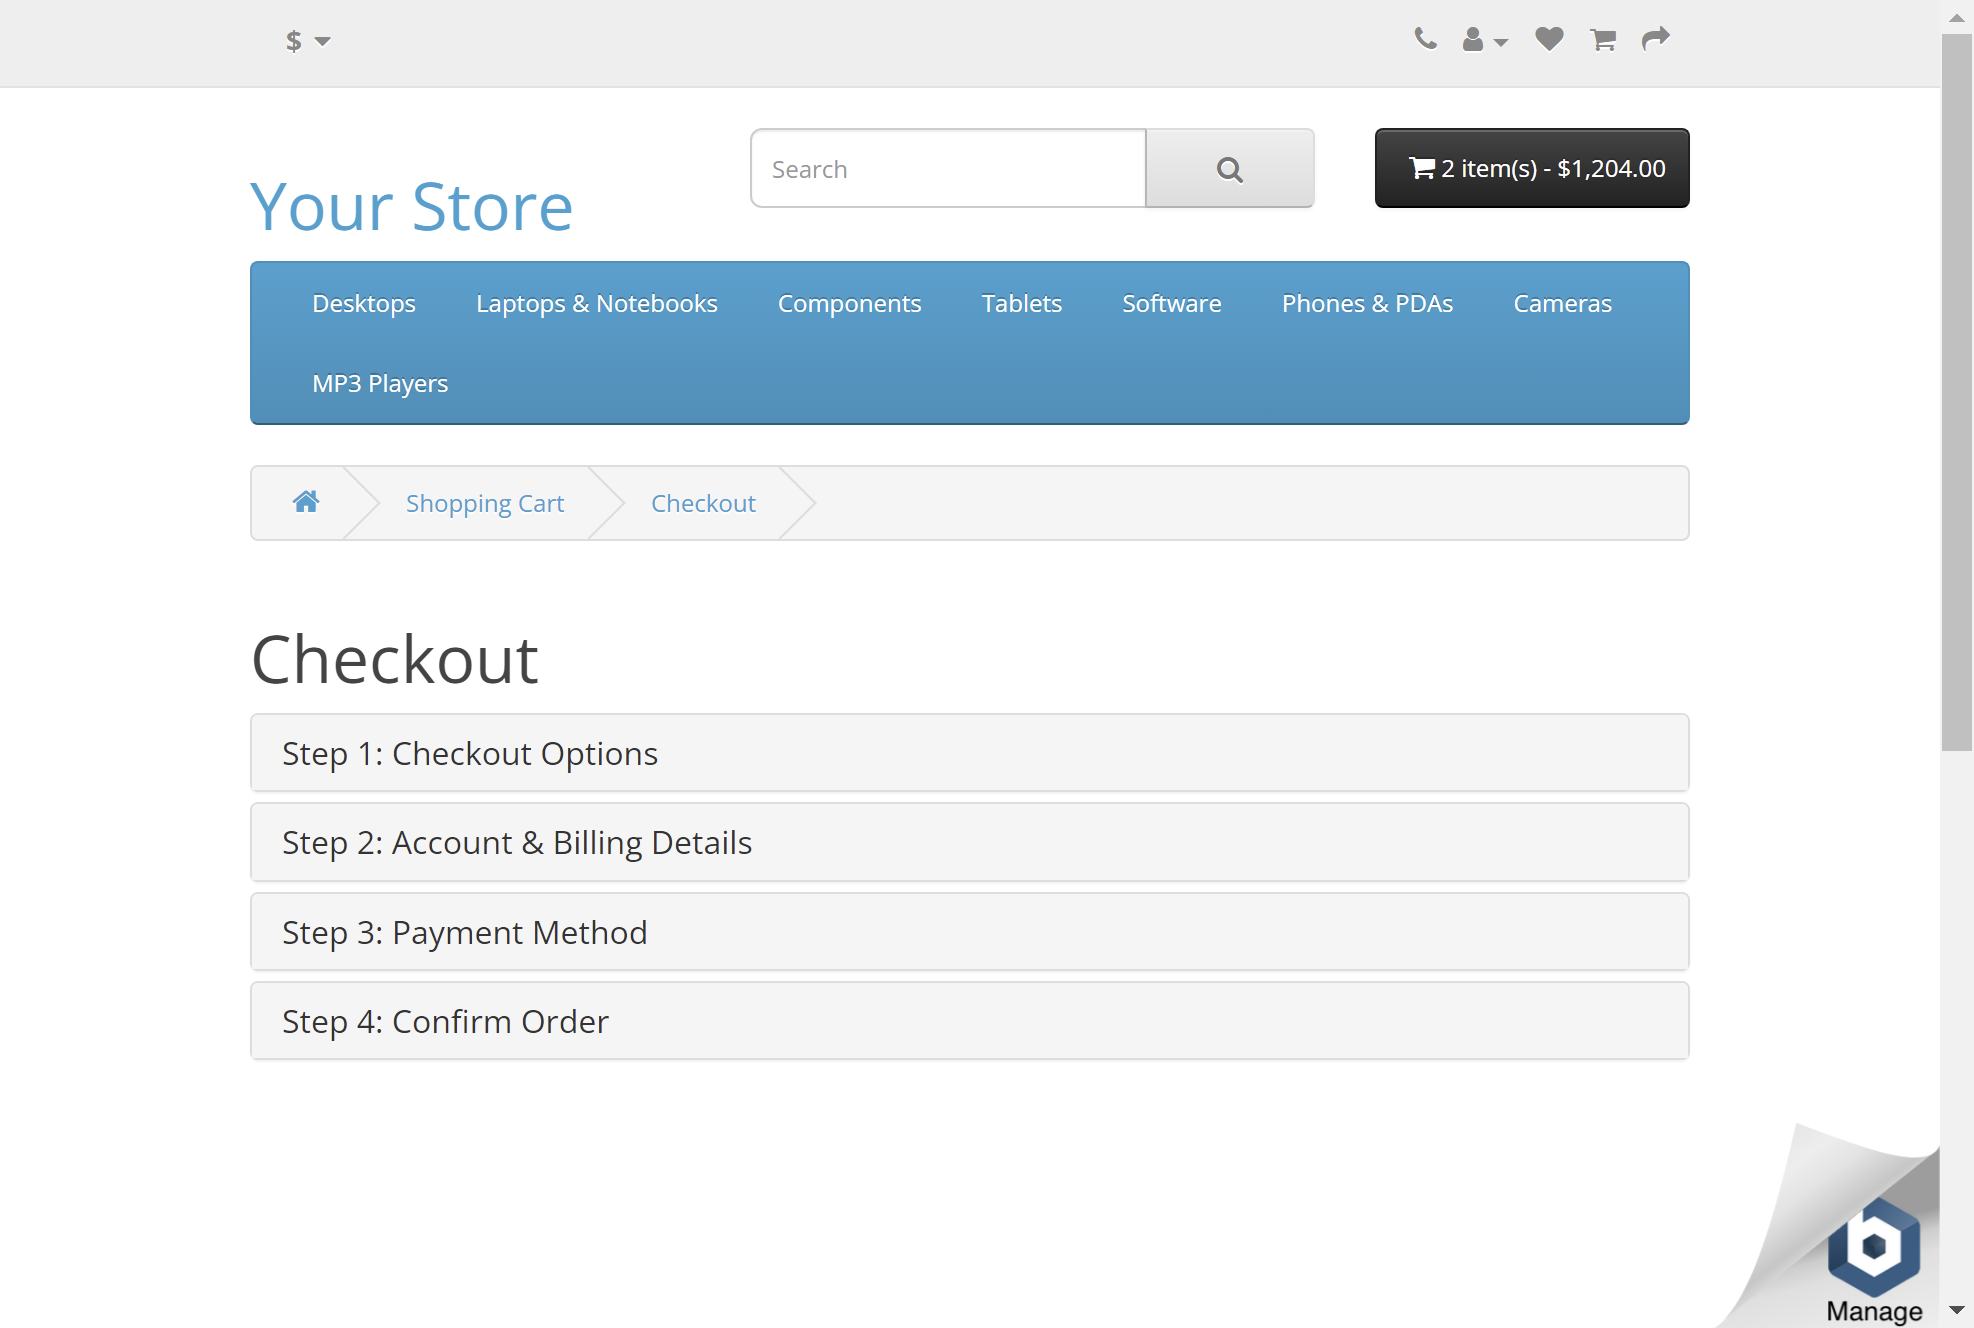 $
Search
2 item(s) - $1,204.00
Your Store
Desktops
Laptops & Notebooks
Components
Tablets
Software
Phones & PDAs
Cameras
MP3 Players
Shopping Cart
Checkout
Checkout
Step 1: Checkout Options
Step 2: Account & Billing Details
Step 3: Payment Method
Step 4: Confirm Order
Manage